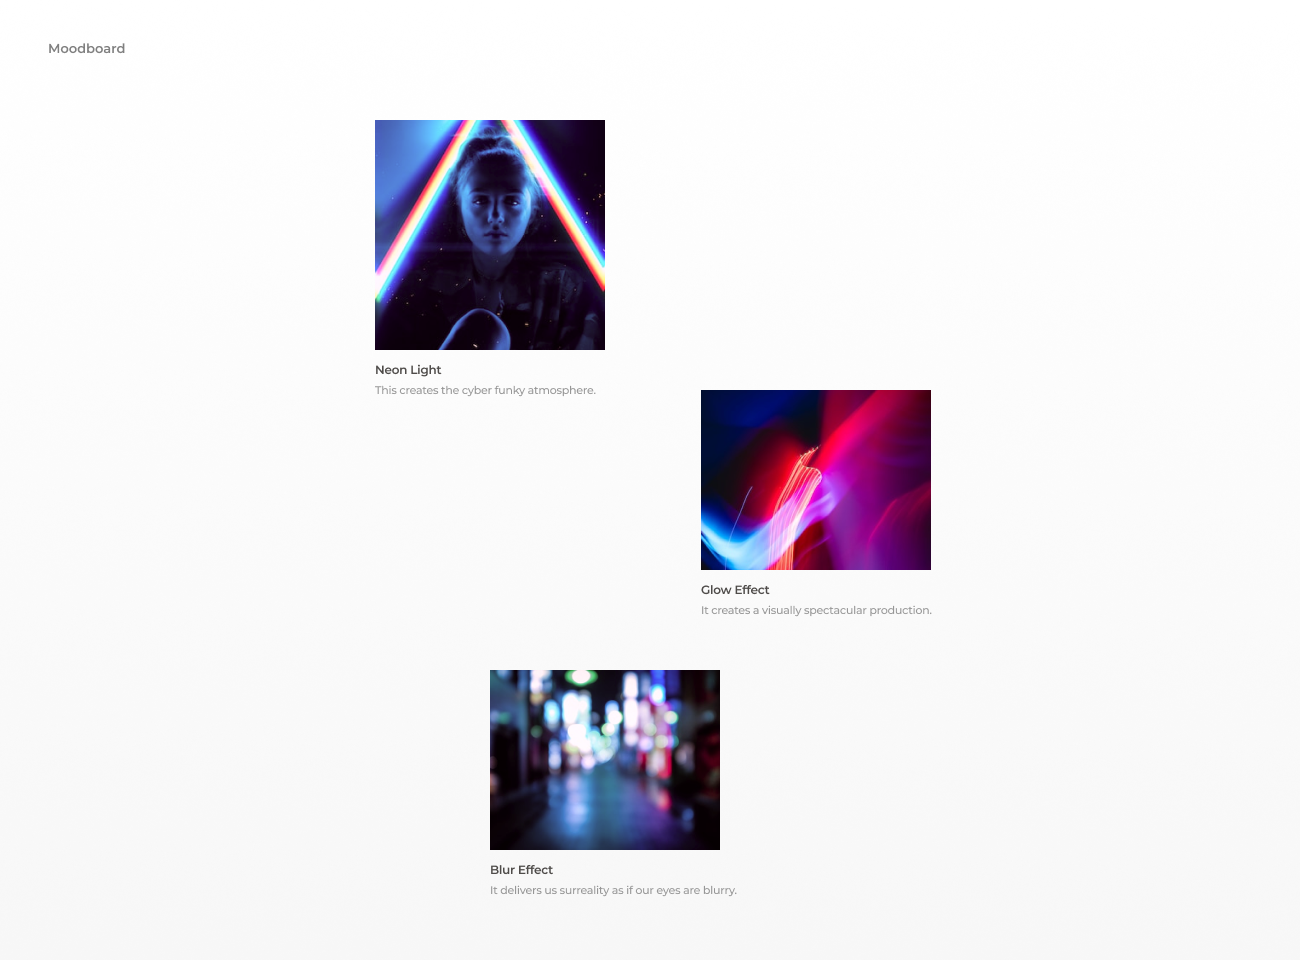 Moodboard
Neon Light
This creates the cyber funky atmosphere.
Glow Effect
It creates a visually spectacular production.
Blur Effect
It delivers us surreality as if our eyes are blurry.